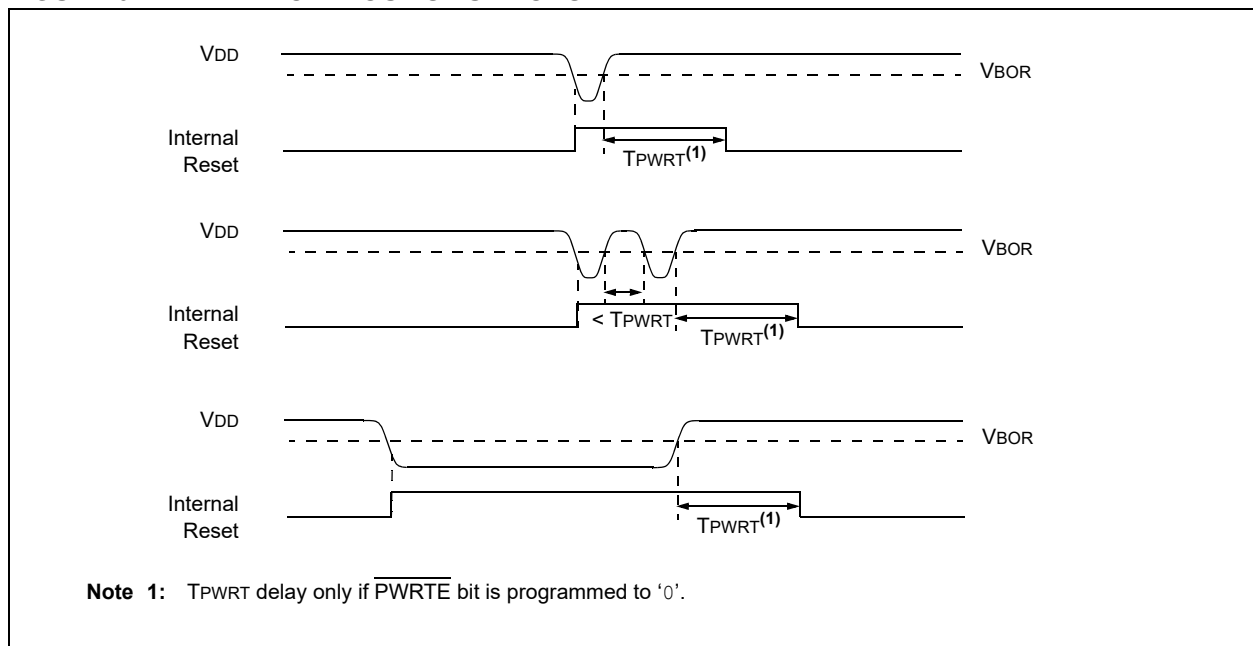 VDD
VBOR
Internal
Reset
TPWRT(1)
VDD
VBOR
Internal
Reset
< TPWRT
TPWRT(1)
VDD
VBOR
Internal
Reset
TPWRT(1)
Note 1: TPWRT delay only if PWRTE bit is programmed to ‘0’.